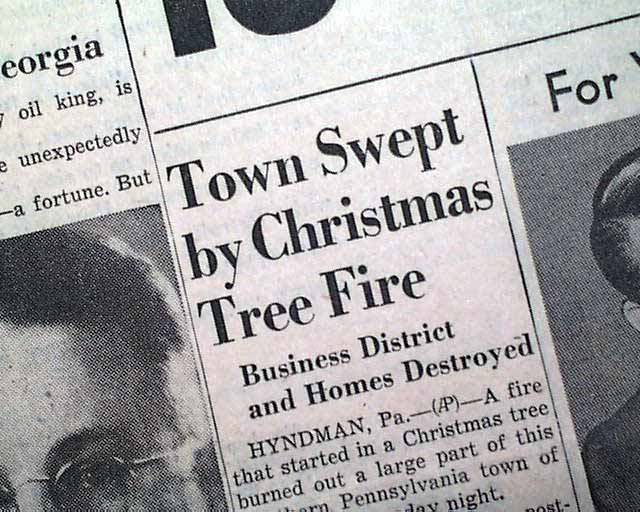 eorgia
oil king, is
unexpectedly
—a fortune. But
Town Swept
by Christmas
Tree Fire
Business District
and Homes Destroyed
HYNDMAN, Pa.—(AP)—A fire
that started in a Christmas tree
burned out a large part of this
Pennsylvania town of
night.
post-
For